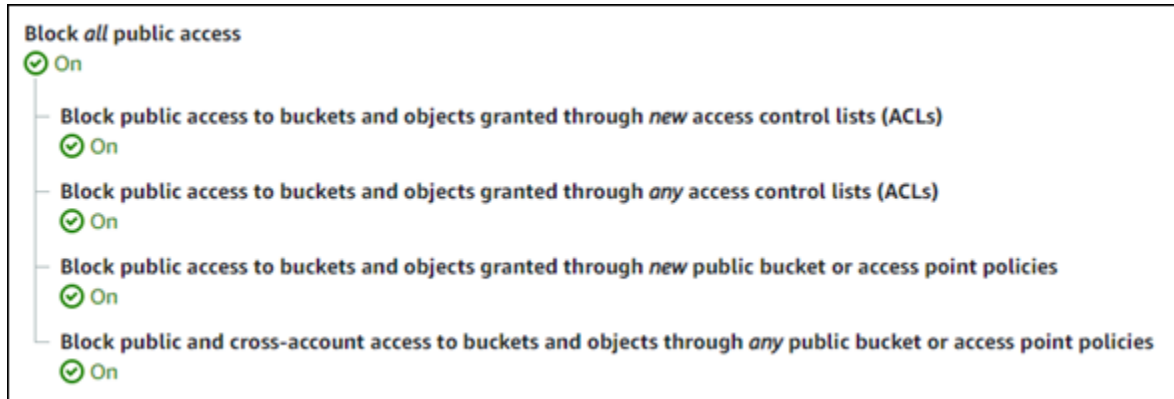 Block all public access
On
Block public access to buckets and objects granted through new access control lists (ACLs)
On
Block public access to buckets and objects granted through any access control lists (ACLs)
On
Block public access to buckets and objects granted through new public bucket or access point policies
On
Block public and cross-account access to buckets and objects through any public bucket or access point policies
On